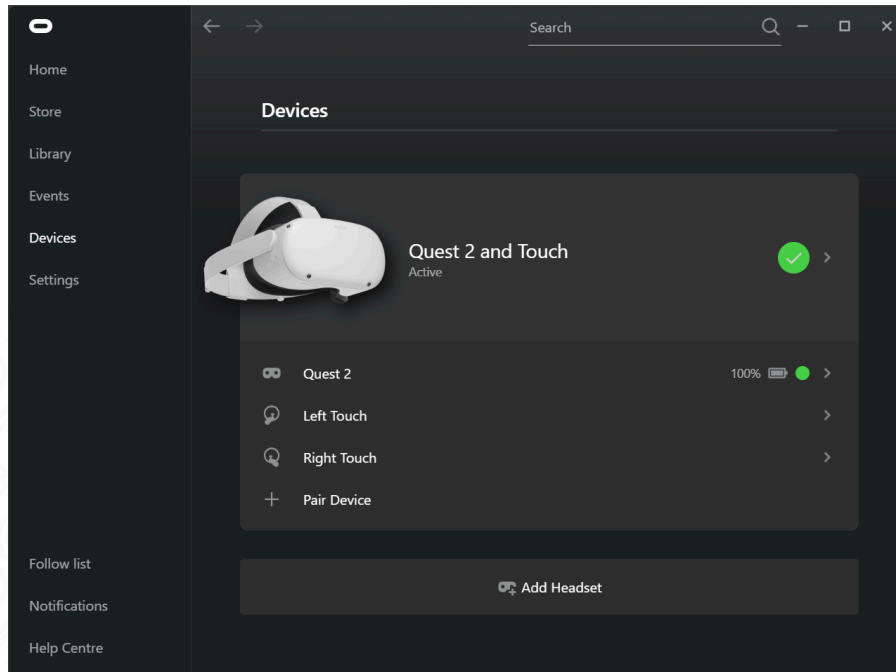 Search
Home
Store
Library
Events
Devices
Settings
Follow list
Notifications
Help Centre
Devices
Quest 2 and Touch
Active
Quest 2
100%
Left Touch
Right Touch
Pair Device
Add Headset